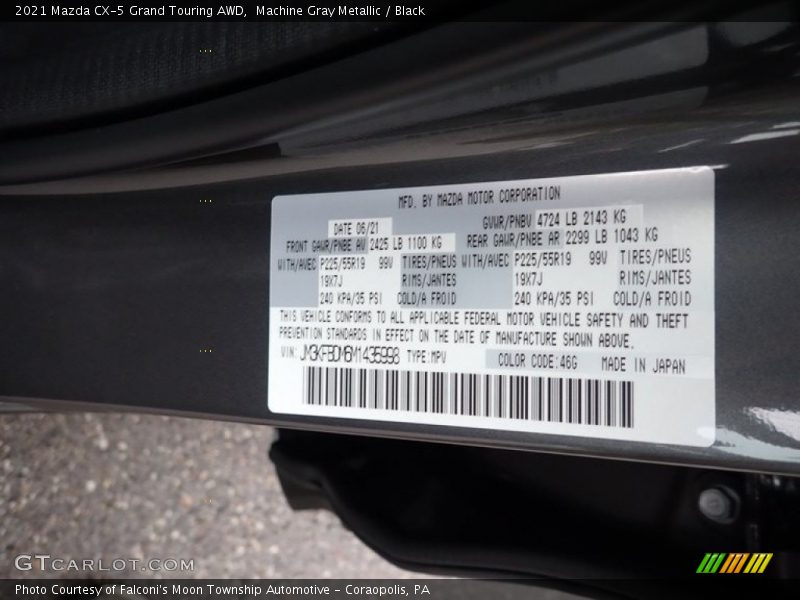 2021 Mazda CX-5 Grand Touring AWD,  Machine Gray Metallic / Black
MFD. BY MAZDA MOTOR CORPORATION
DATE 06/21 GVWR/PNBV 4724 LB 2143 KG
FRONT GAWR/PNBE AV 2425 LB 1100 KG REAR GAWR/PNBE AR 2299 LB 1043 KG
WITH/AVEC P225/55R19 99V TIRES/PNEUS WITH/AVEC P225/55R19 99V TIRES/PNEUS
19X7J RIMS/JANTES 19X7J RIMS/JANTES
240 KPA/35 PSI COLD/A FROID 240 KPA/35 PSI COLD/A FROID
THIS VEHICLE CONFORMS TO ALL APPLICABLE FEDERAL MOTOR VEHICLE SAFETY AND THEFT
PREVENTION STANDARDS IN EFFECT ON THE DATE OF MANUFACTURE SHOWN ABOVE.
VIN: JM3KFBDM6M1435998 TYPE:MPV COLOR CODE:46G MADE IN JAPAN
GTCARLOT.COM
Photo Courtesy of Falconi's Moon Township Automotive - Coraopolis, PA